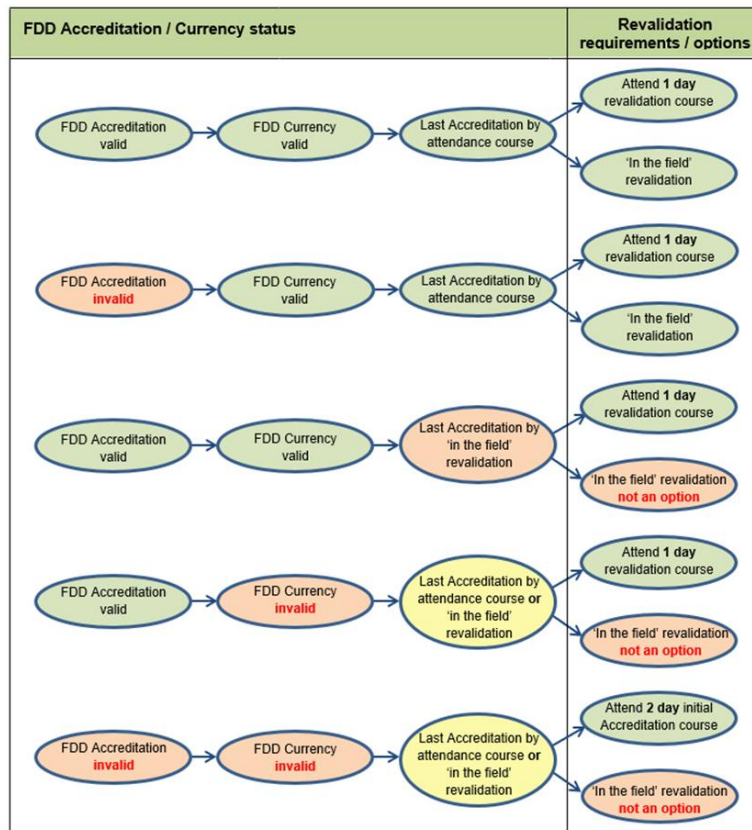 FDD Accreditation / Currency status
Revalidation
requirements / options
FDD Accreditation
valid
FDD Currency
valid
Last Accreditation by
attendance course
Attend 1 day
revalidation course
‘In the field’
revalidation
FDD Accreditation
invalid
FDD Currency
valid
Last Accreditation by
attendance course
Attend 1 day
revalidation course
‘In the field’
revalidation
FDD Accreditation
valid
FDD Currency
valid
Last Accreditation by
‘in the field’
revalidation
Attend 1 day
revalidation course
‘In the field’ revalidation
not an option
FDD Accreditation
valid
FDD Currency
invalid
Last Accreditation by
attendance course or
‘in the field’
revalidation
Attend 1 day
revalidation course
‘In the field’ revalidation
not an option
FDD Accreditation
invalid
FDD Currency
invalid
Last Accreditation by
attendance course or
‘in the field’
revalidation
Attend 2 day initial
Accreditation course
‘In the field’ revalidation
not an option